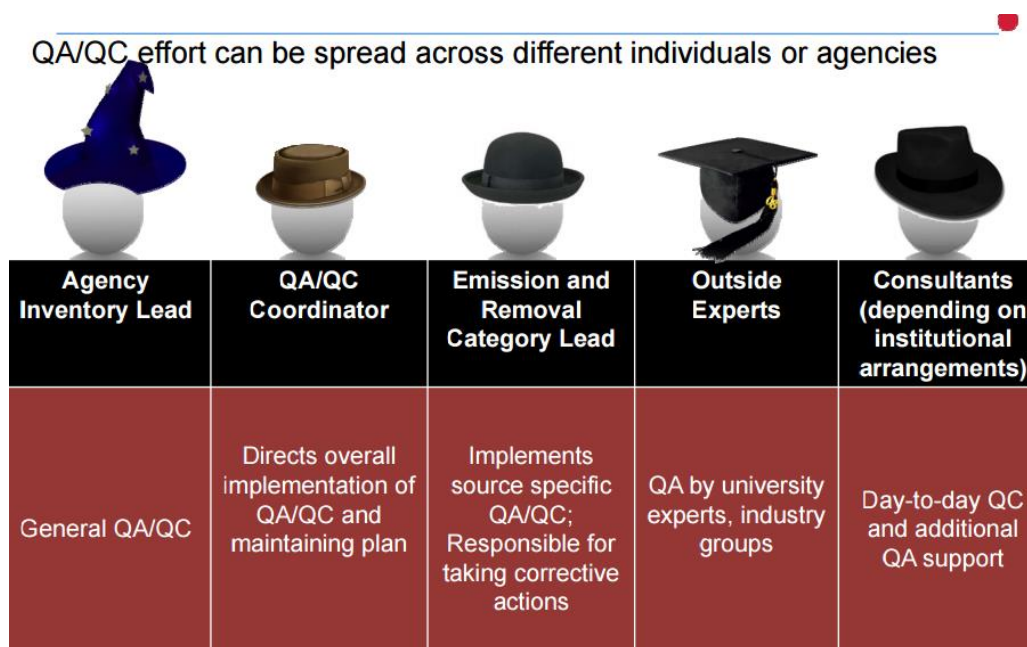 QA/QC effort can be spread across different individuals or agencies
Agency
Inventory Lead
QA/QC
Coordinator
Emission and
Removal
Category Lead
Outside
Experts
Consultants
(depending on
institutional
arrangements)
General QA/QC
Directs overall
implementation of
QA/QC and
maintaining plan
Implements
source specific
QA/QC;
Responsible for
taking corrective
actions
QA by university
experts, industry
groups
Day-to-day QC
and additional
QA support